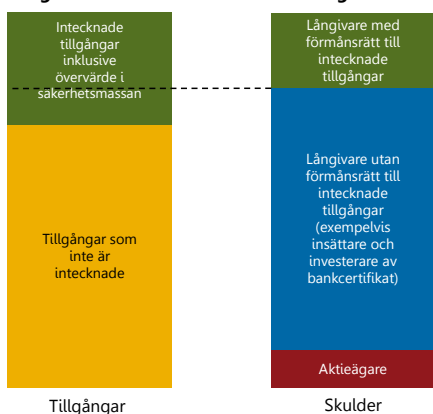 Intecknade
tillgångar
inklusive
övervärde i
säkerhetsmassan
Tillgångar som
inte är
intecknade
Tillgångar
Långivare med
förmånsrätt till
intecknade
tillgångar
Långivare utan
förmånsrätt till
intecknade
tillgångar
(exempelvis
insättare och
investerare av
bankcertifikat)
Aktieägare
Skulder